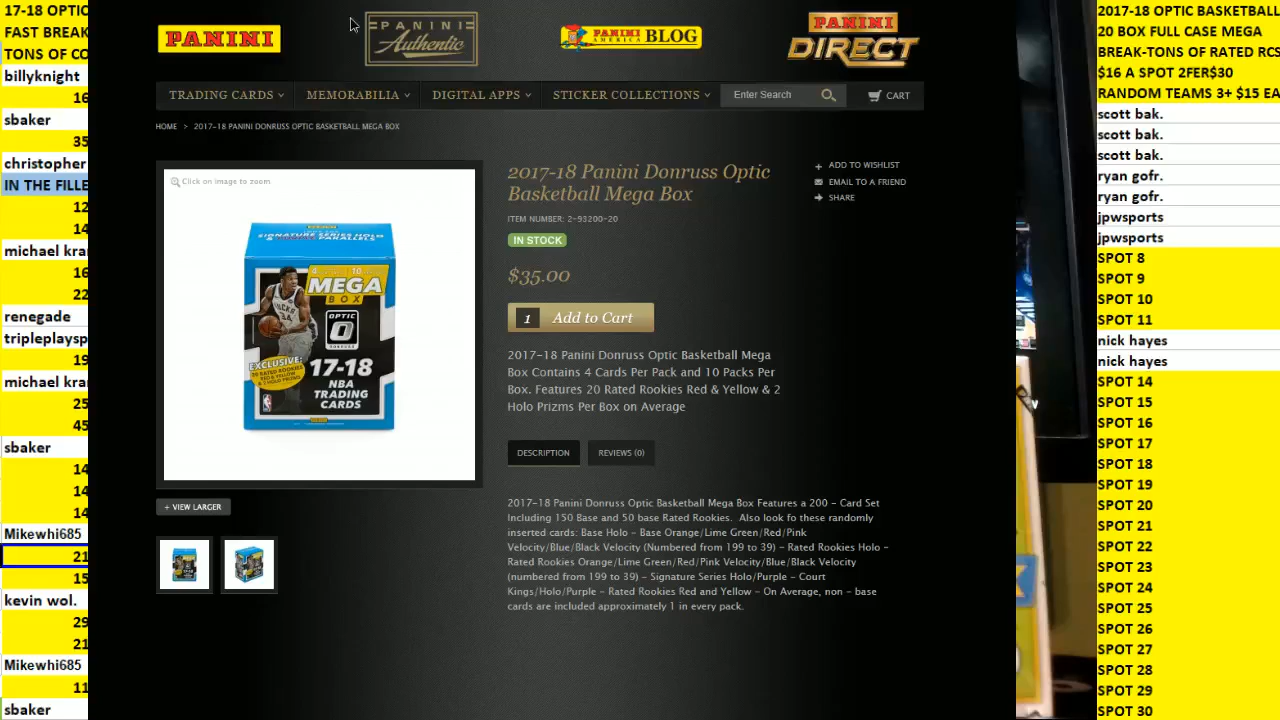 17-18 OPTIC
FAST BREAK
TONS OF CO
billyknight
16
sbaker
35
christopher
IN THE FILLE
12
14
michael krar
16
22
renegade
tripleplaysp
19
michael krar
25
45
sbaker
14
14
14
Mikewhi685
21
15
kevin wol.
29
21
Mikewhi685
11
sbaker
PANINI
PANINI
Authentic
PANINI
AMERICA BLOG
PANINI
DIRECT
TRADING CARDS
MEMORABILIA
DIGITAL APPS
STICKER COLLECTIONS
Enter Search
CART
HOME > 2017-18 PANINI DONRUSS OPTIC BASKETBALL MEGA BOX
Click on image to zoom
SIGNATURE SERIES HOLO
PARALLELS
MEGA
BOX
OPTIC
DONRUSS
EXCLUSIVE:
17-18
NBA
TRADING
CARDS
+ VIEW LARGER
2017-18 Panini Donruss Optic
Basketball Mega Box
ITEM NUMBER: 2-93200-20
IN STOCK
$35.00
1 Add to Cart
2017-18 Panini Donruss Optic Basketball Mega
Box Contains 4 Cards Per Pack and 10 Packs Per
Box. Features 20 Rated Rookies Red & Yellow & 2
Holo Prizms Per Box on Average
DESCRIPTION
REVIEWS (0)
2017-18 Panini Donruss Optic Basketball Mega Box Features a 200 - Card Set
Including 150 Base and 50 base Rated Rookies. Also look fo these randomly
inserted cards: Base Holo - Base Orange/Lime Green/Red/Pink
Velocity/Blue/Black Velocity (Numbered from 199 to 39) - Rated Rookies Holo -
Rated Rookies Orange/Lime Green/Red/Pink Velocity/Blue/Black Velocity
(numbered from 199 to 39) - Signature Series Holo/Purple - Court
Kings/Holo/Purple - Rated Rookies Red and Yellow - On Average, non - base
cards are included approximately 1 in every pack.
ADD TO WISHLIST
EMAIL TO A FRIEND
SHARE
2017-18 OPTIC BASKETBALL
20 BOX FULL CASE MEGA
BREAK-TONS OF RATED RCS
$16 A SPOT 2FER$30
RANDOM TEAMS 3+ $15 EA
scott bak.
scott bak.
scott bak.
ryan gofr.
ryan gofr.
jpwsports
jpwsports
SPOT 8
SPOT 9
SPOT 10
SPOT 11
nick hayes
nick hayes
SPOT 14
SPOT 15
SPOT 16
SPOT 17
SPOT 18
SPOT 19
SPOT 20
SPOT 21
SPOT 22
SPOT 23
SPOT 24
SPOT 25
SPOT 26
SPOT 27
SPOT 28
SPOT 29
SPOT 30